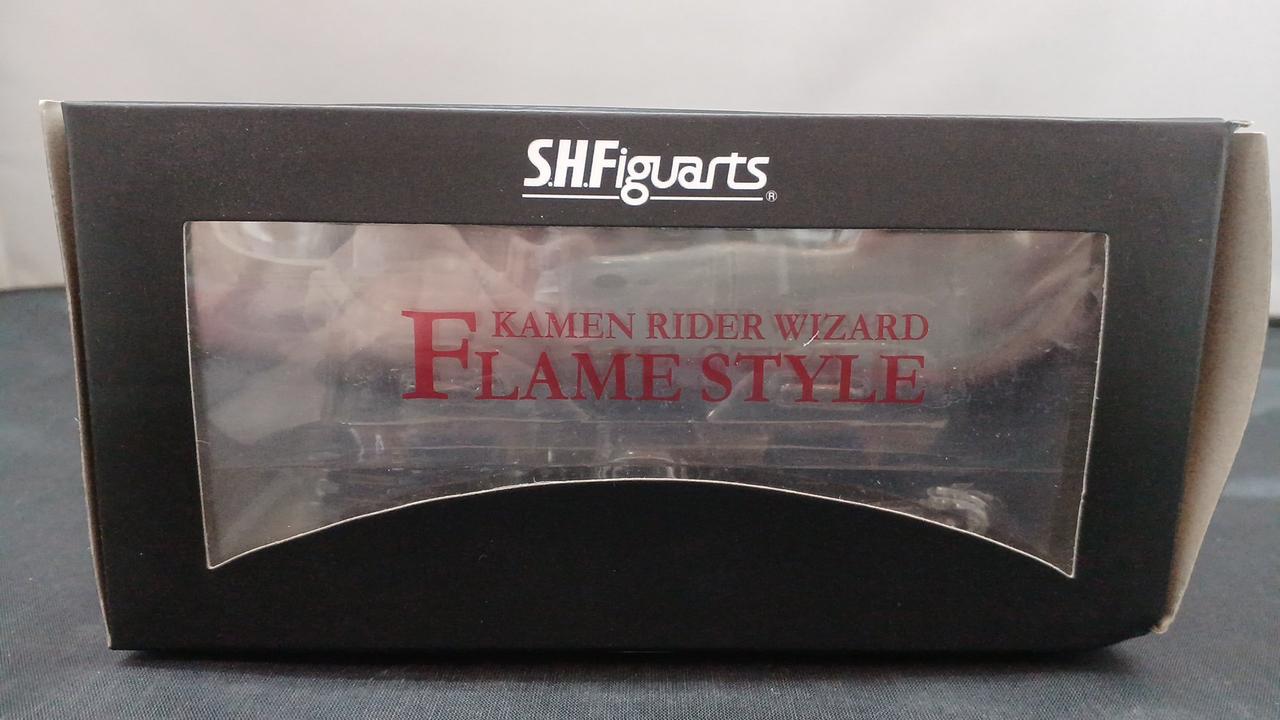 S.H.Figuarts®
KAMEN RIDER WIZARD
FLAME STYLE